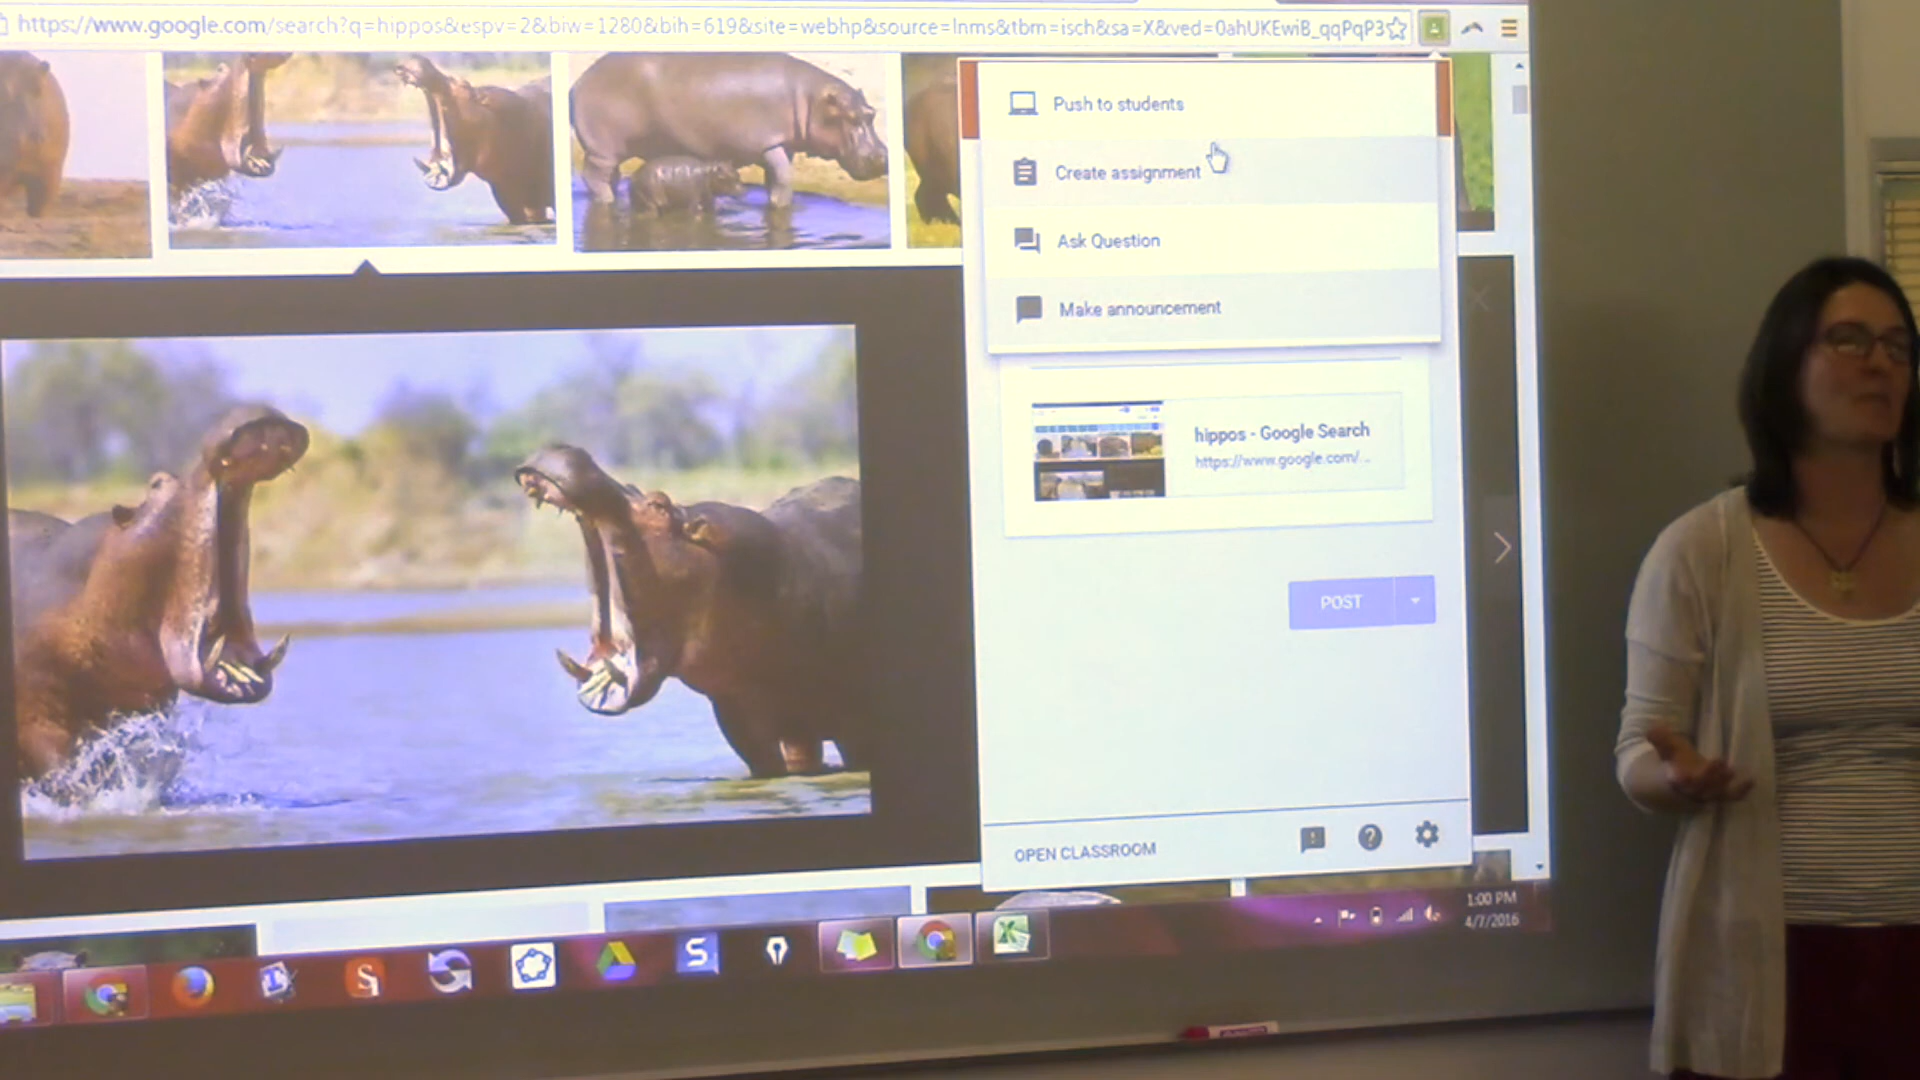 https://www.google.com/search?q=hippos&espv=2&biw=1280&bih=619&site=webhp&source=lnms&tbm=isch&sa=X&ved=0ahUKEwiB_qqPqP3
Push to students
Create assignment
Ask Question
Make announcement
hippos - Google Search
https://www.google.com/...
POST
OPEN CLASSROOM
1:00 PM
4/7/2016